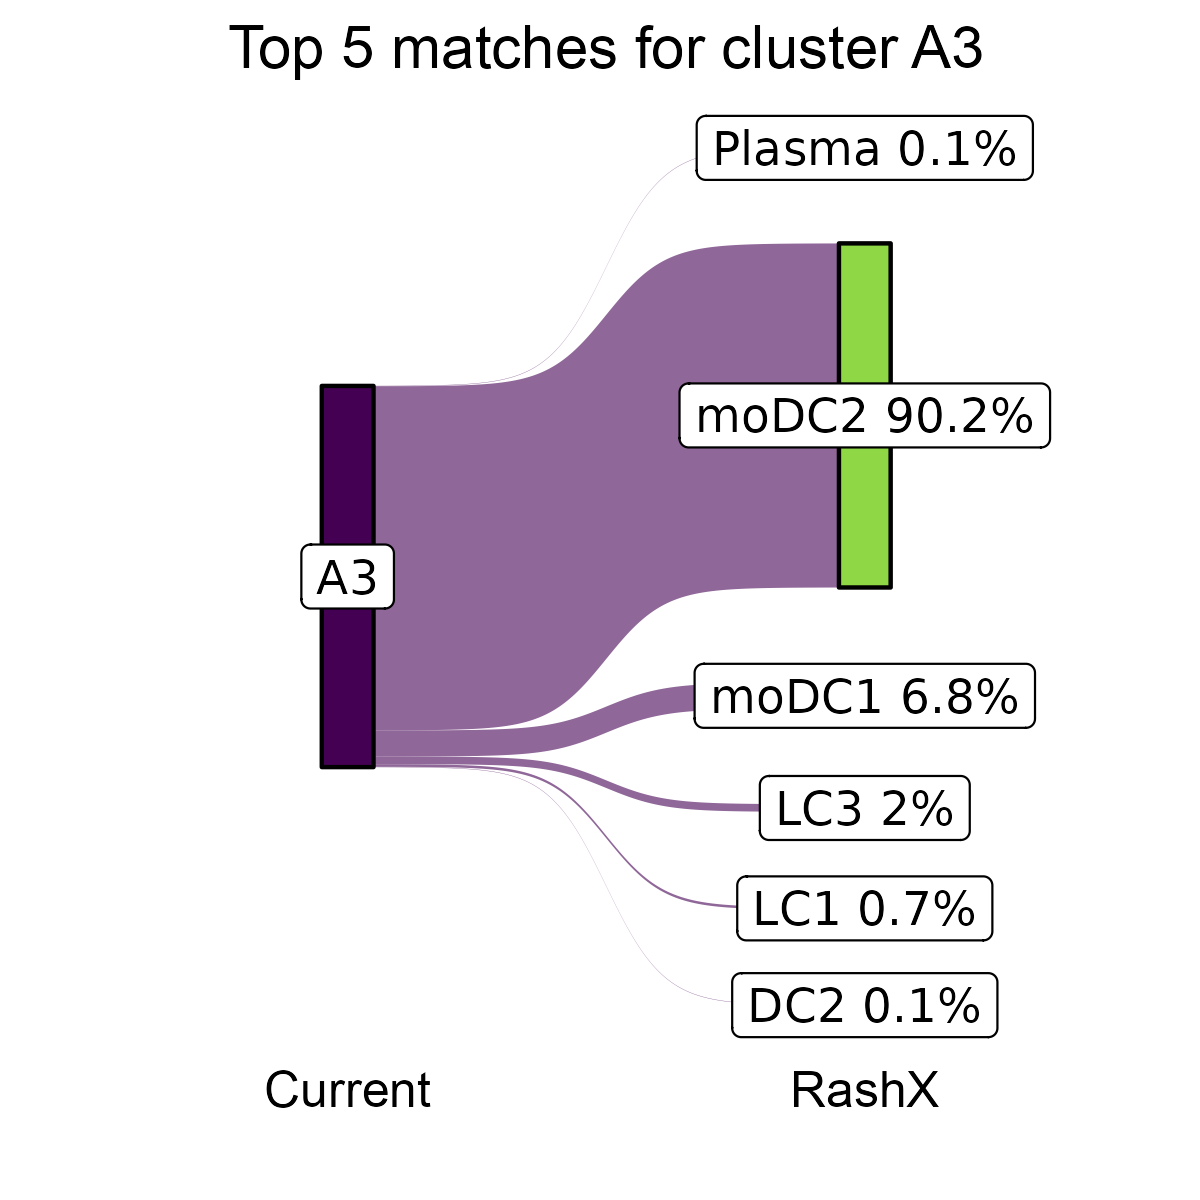 Top 5 matches for cluster A3
Plasma 0.1%
moDC2 90.2%
A3
moDC1 6.8%
LC3 2%
LC1 0.7%
DC2 0.1%
Current
RashX